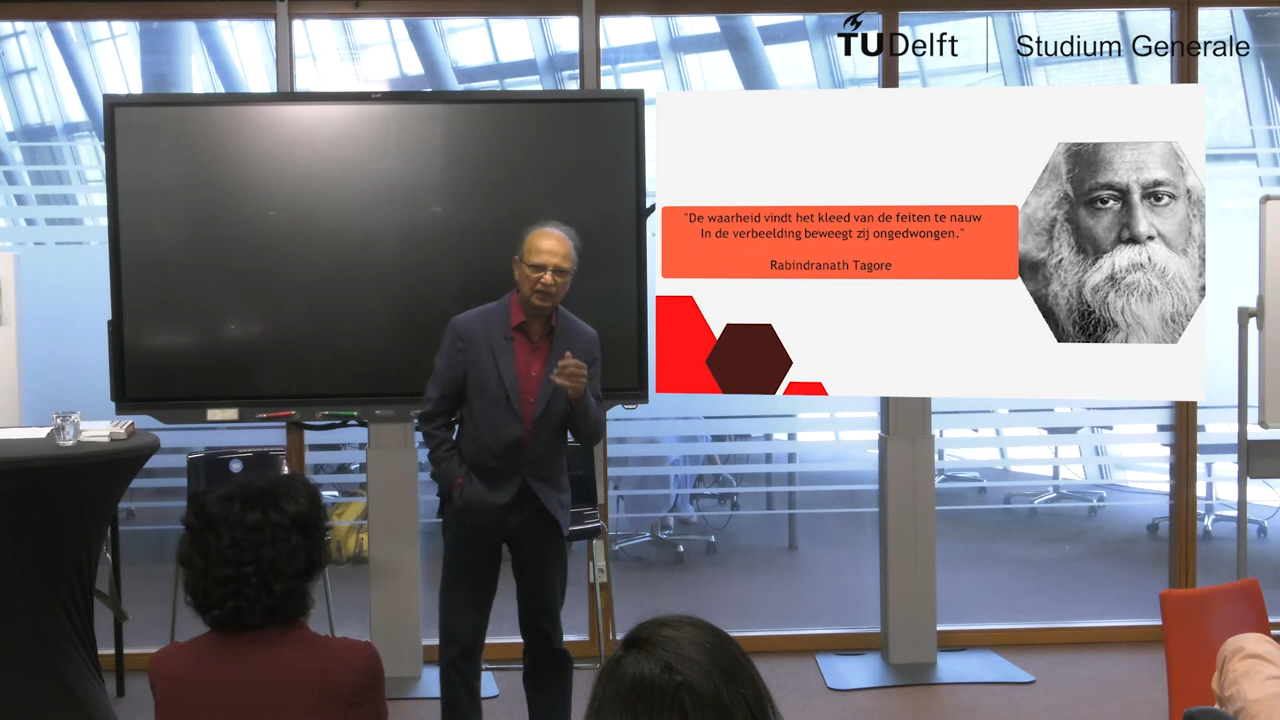 TU Delft
Studium Generale
"De waarheid vindt het kleed van de feiten te nauw
In de verbeelding beweegt zij ongedwongen."
Rabindranath Tagore